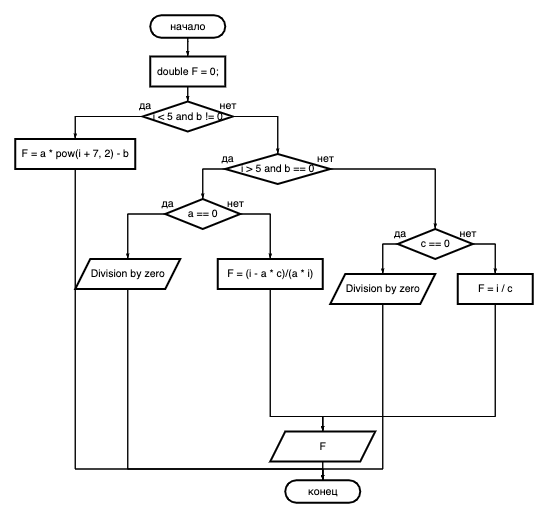 начало
double F = 0;
да
нет
i < 5 and b != 0
F = a * pow(i + 7, 2) - b
да
нет
i > 5 and b == 0
да
нет
a == 0
да
нет
c == 0
Division by zero
F = (i - a * c)/(a * i)
Division by zero
F = i / c
F
конец